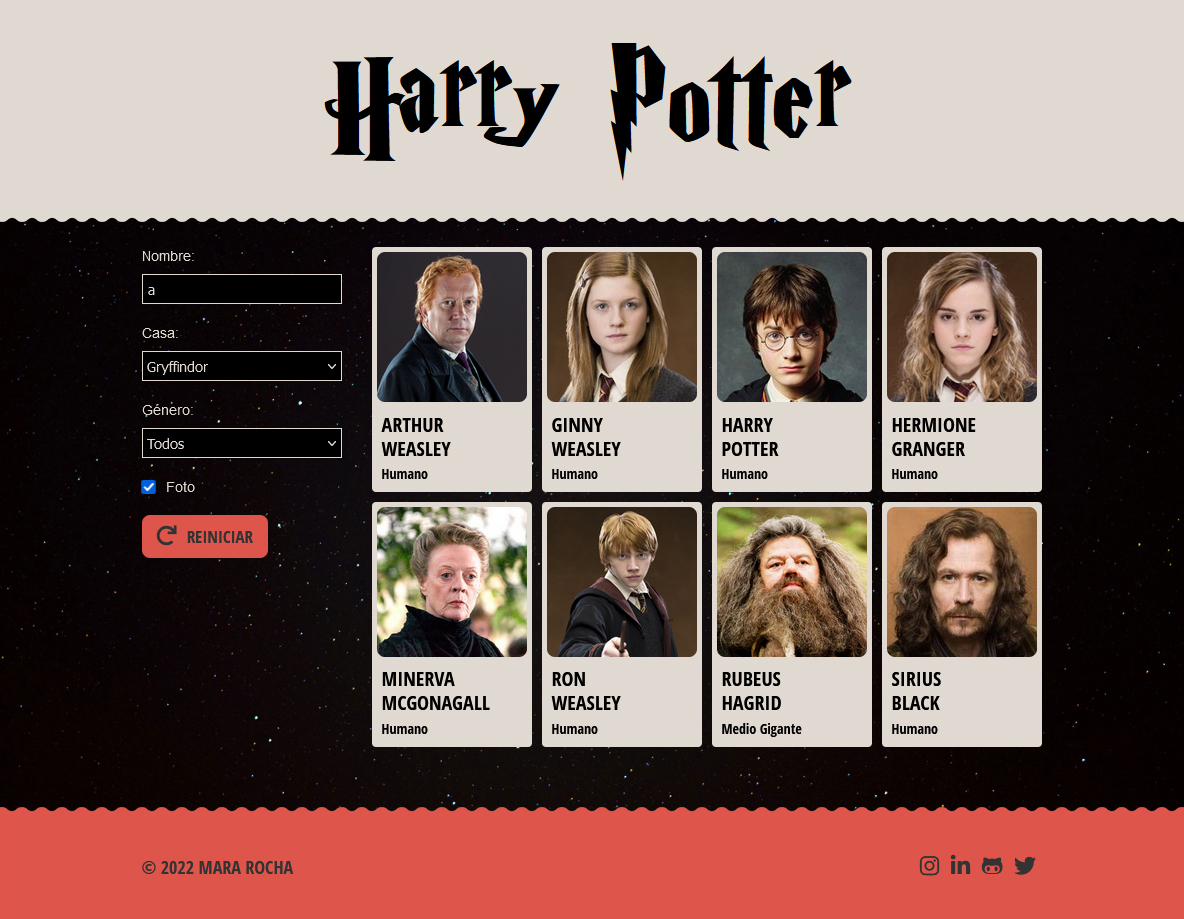 Harry Potter
Nombre:
a
Casa:
Gryffindor
Género:
Todos
Foto
REINICIAR
ARTHUR
WEASLEY
Humano
GINNY
WEASLEY
Humano
HARRY
POTTER
Humano
HERMIONE
GRANGER
Humano
MINERVA
MCGONAGALL
Humano
RON
WEASLEY
Humano
RUBEUS
HAGRID
Medio Gigante
SIRIUS
BLACK
Humano
© 2022 MARA ROCHA
in